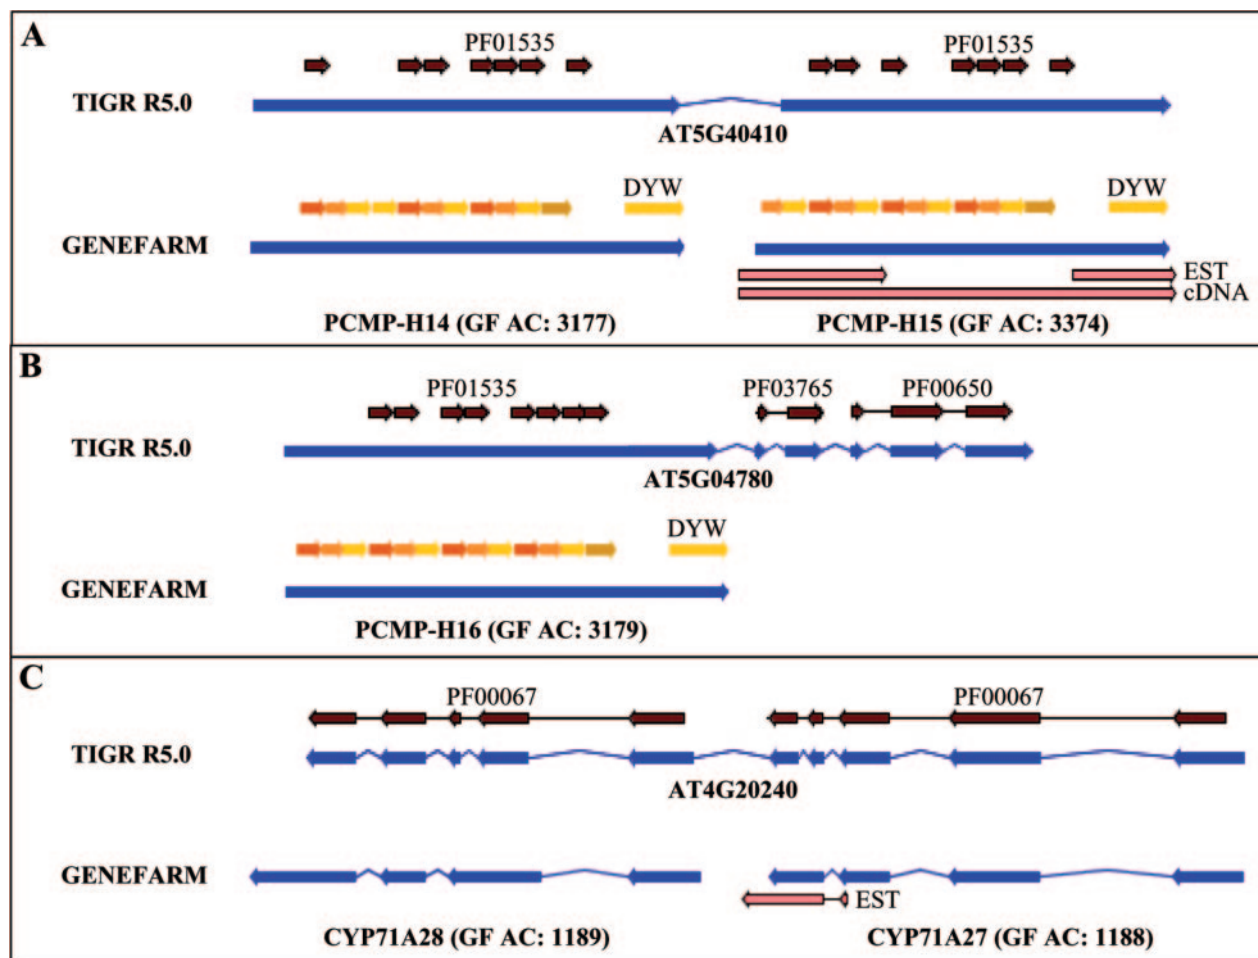 A
PF01535 PF01535
TIGR R5.0
AT5G40410
DYW DYW
GENEFARM
EST
cDNA
PCMP-H14 (GF AC: 3177) PCMP-H15 (GF AC: 3374)
B
PF01535 PF03765 PF00650
TIGR R5.0
AT5G04780
DYW
GENEFARM
PCMP-H16 (GF AC: 3179)
C
PF00067 PF00067
TIGR R5.0
AT4G20240
GENEFARM
EST
CYP71A28 (GF AC: 1189) CYP71A27 (GF AC: 1188)